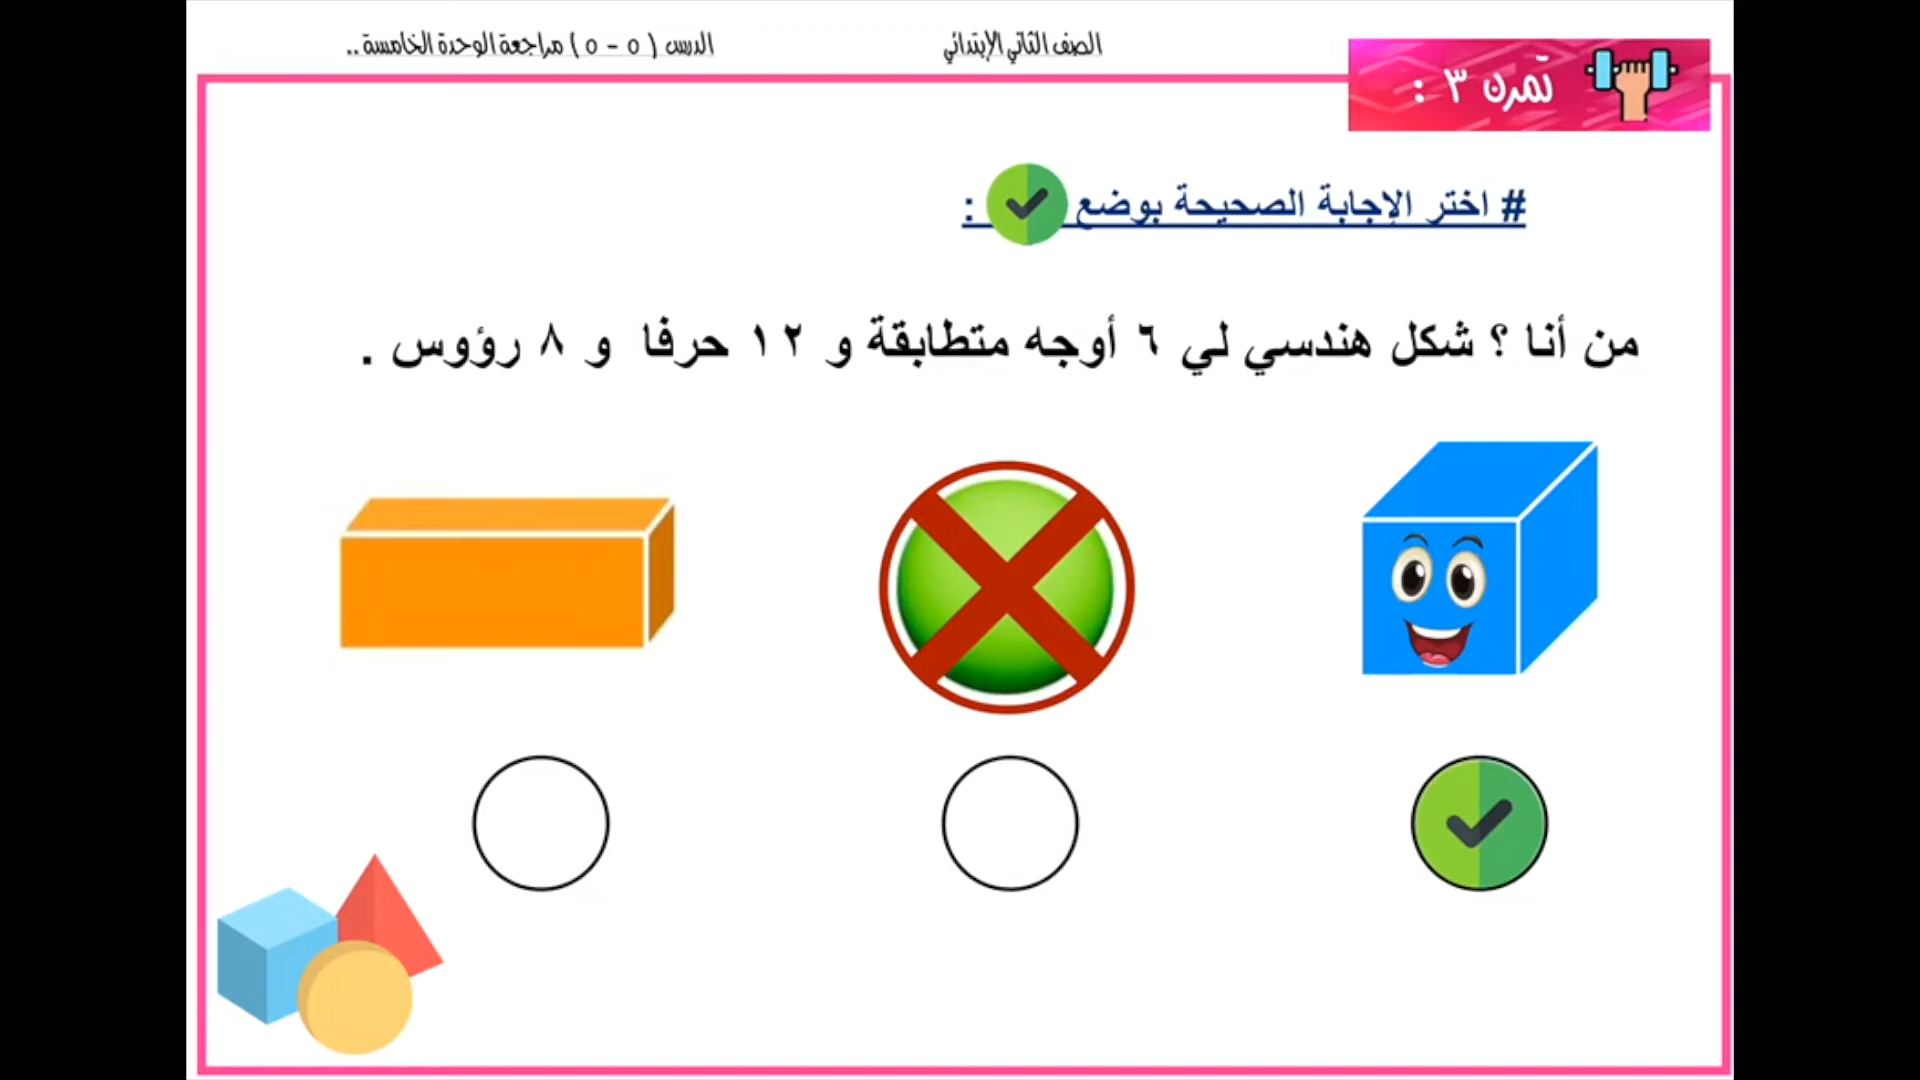 الصف الثاني الإبتدائي
الدرس ( ٥ - ٥ ) مراجعة الوحدة الخامسة ..
تمرن ٣ :
# اختر الإجابة الصحيحة بوضع :
من أنا ؟ شكل هندسي لي ٦ أوجه متطابقة و ١٢ حرفا و ٨ رؤوس .